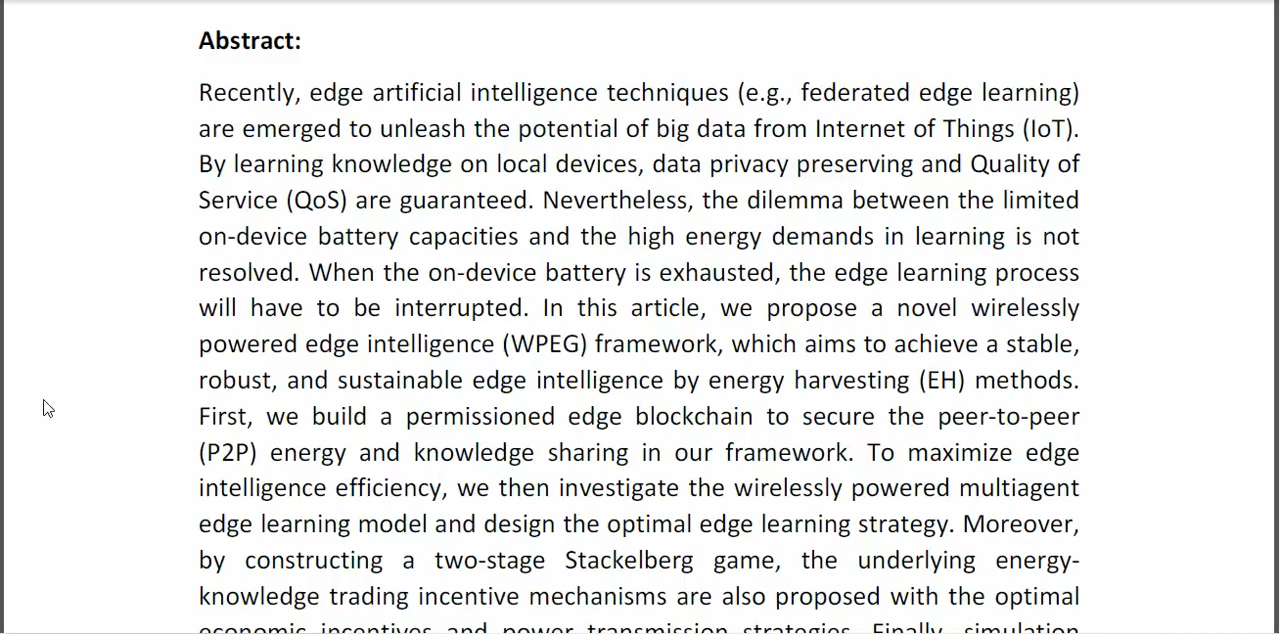 Abstract:
Recently, edge artificial intelligence techniques (e.g., federated edge learning)
are emerged to unleash the potential of big data from Internet of Things (IoT).
By learning knowledge on local devices, data privacy preserving and Quality of
Service (QoS) are guaranteed. Nevertheless, the dilemma between the limited
on-device battery capacities and the high energy demands in learning is not
resolved. When the on-device battery is exhausted, the edge learning process
will have to be interrupted. In this article, we propose a novel wirelessly
powered edge intelligence (WPEG) framework, which aims to achieve a stable,
robust, and sustainable edge intelligence by energy harvesting (EH) methods.
First, we build a permissioned edge blockchain to secure the peer-to-peer
(P2P) energy and knowledge sharing in our framework. To maximize edge
intelligence efficiency, we then investigate the wirelessly powered multiagent
edge learning model and design the optimal edge learning strategy. Moreover,
by constructing a two-stage Stackelberg game, the underlying energy-
knowledge trading incentive mechanisms are also proposed with the optimal
economic incentives and power transmission strategies. Finally, simulation